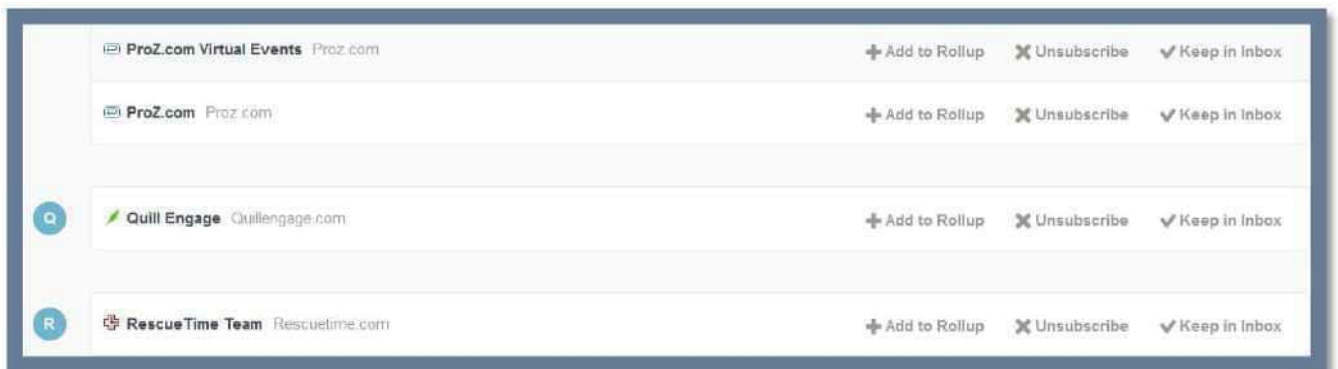 ProZ.com Virtual Events Proz.com Add to Rollup Unsubscribe Keep in Inbox
ProZ.com Proz.com Add to Rollup Unsubscribe Keep in Inbox
Q Quill Engage Quillengage.com Add to Rollup Unsubscribe Keep in Inbox
R RescueTime Team Rescuetime.com Add to Rollup Unsubscribe Keep in Inbox